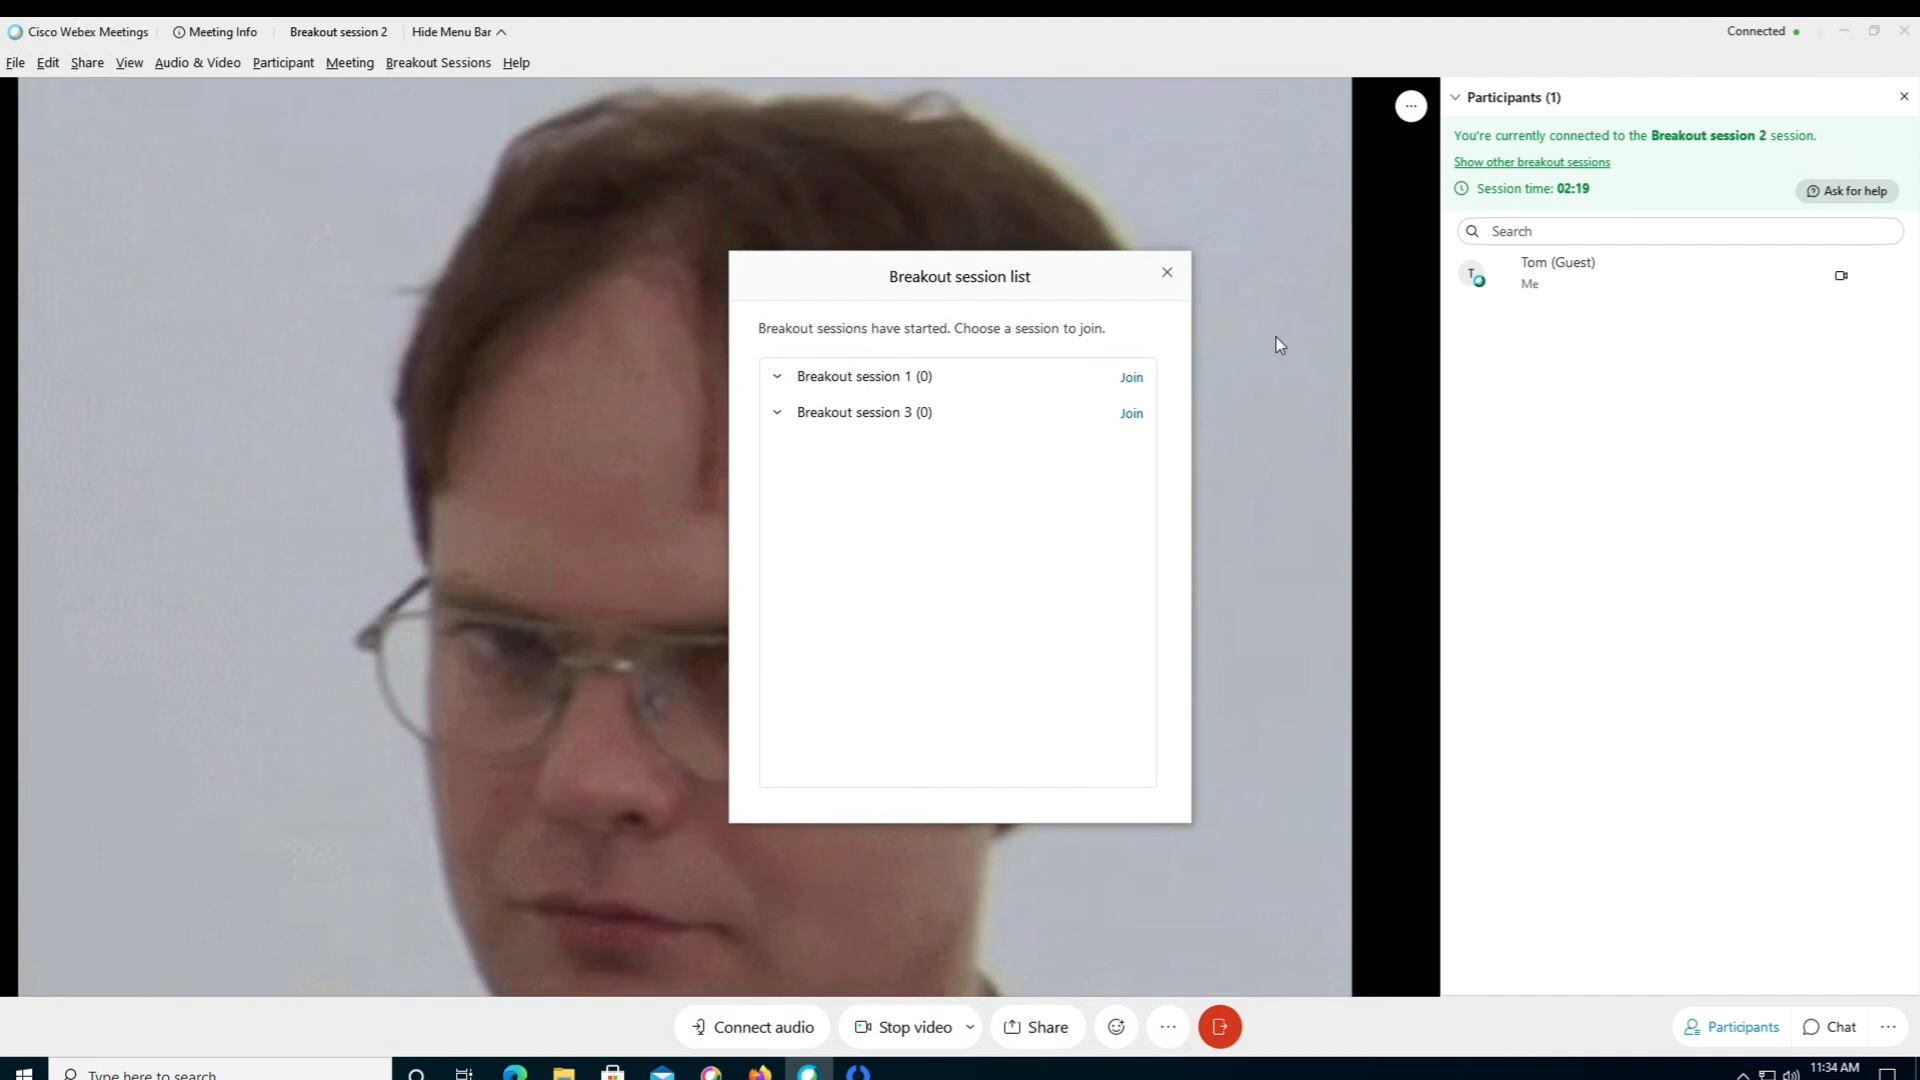 Cisco Webex Meetings Meeting Info Breakout session 2 Hide Menu Bar Connected
File Edit Share View Audio & Video Participant Meeting Breakout Sessions Help
Participants (1)
You're currently connected to the Breakout session 2 session.
Show other breakout sessions
Session time: 02:19
Ask for help
Search
T
Tom (Guest)
Me
Breakout session list
Breakout sessions have started. Choose a session to join.
Breakout session 1 (0) Join
Breakout session 3 (0) Join
Connect audio Stop video Share Participants Chat
Type here to search 11:34 AM